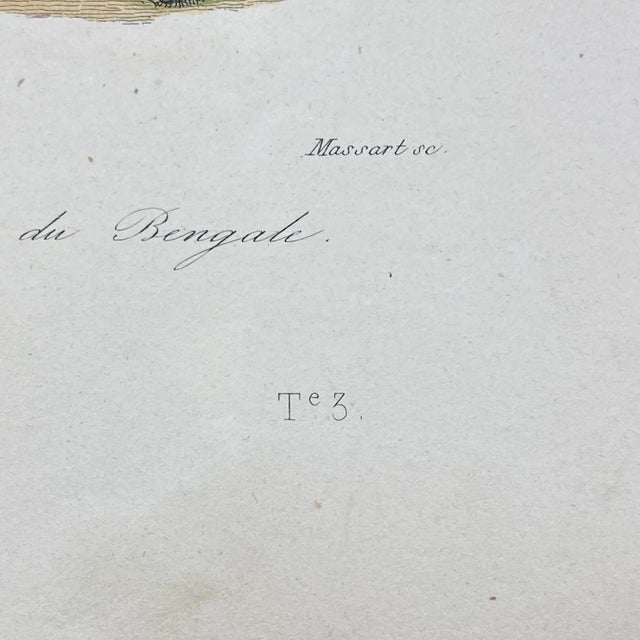 Massart sc.
du Bengale.
Te 3.